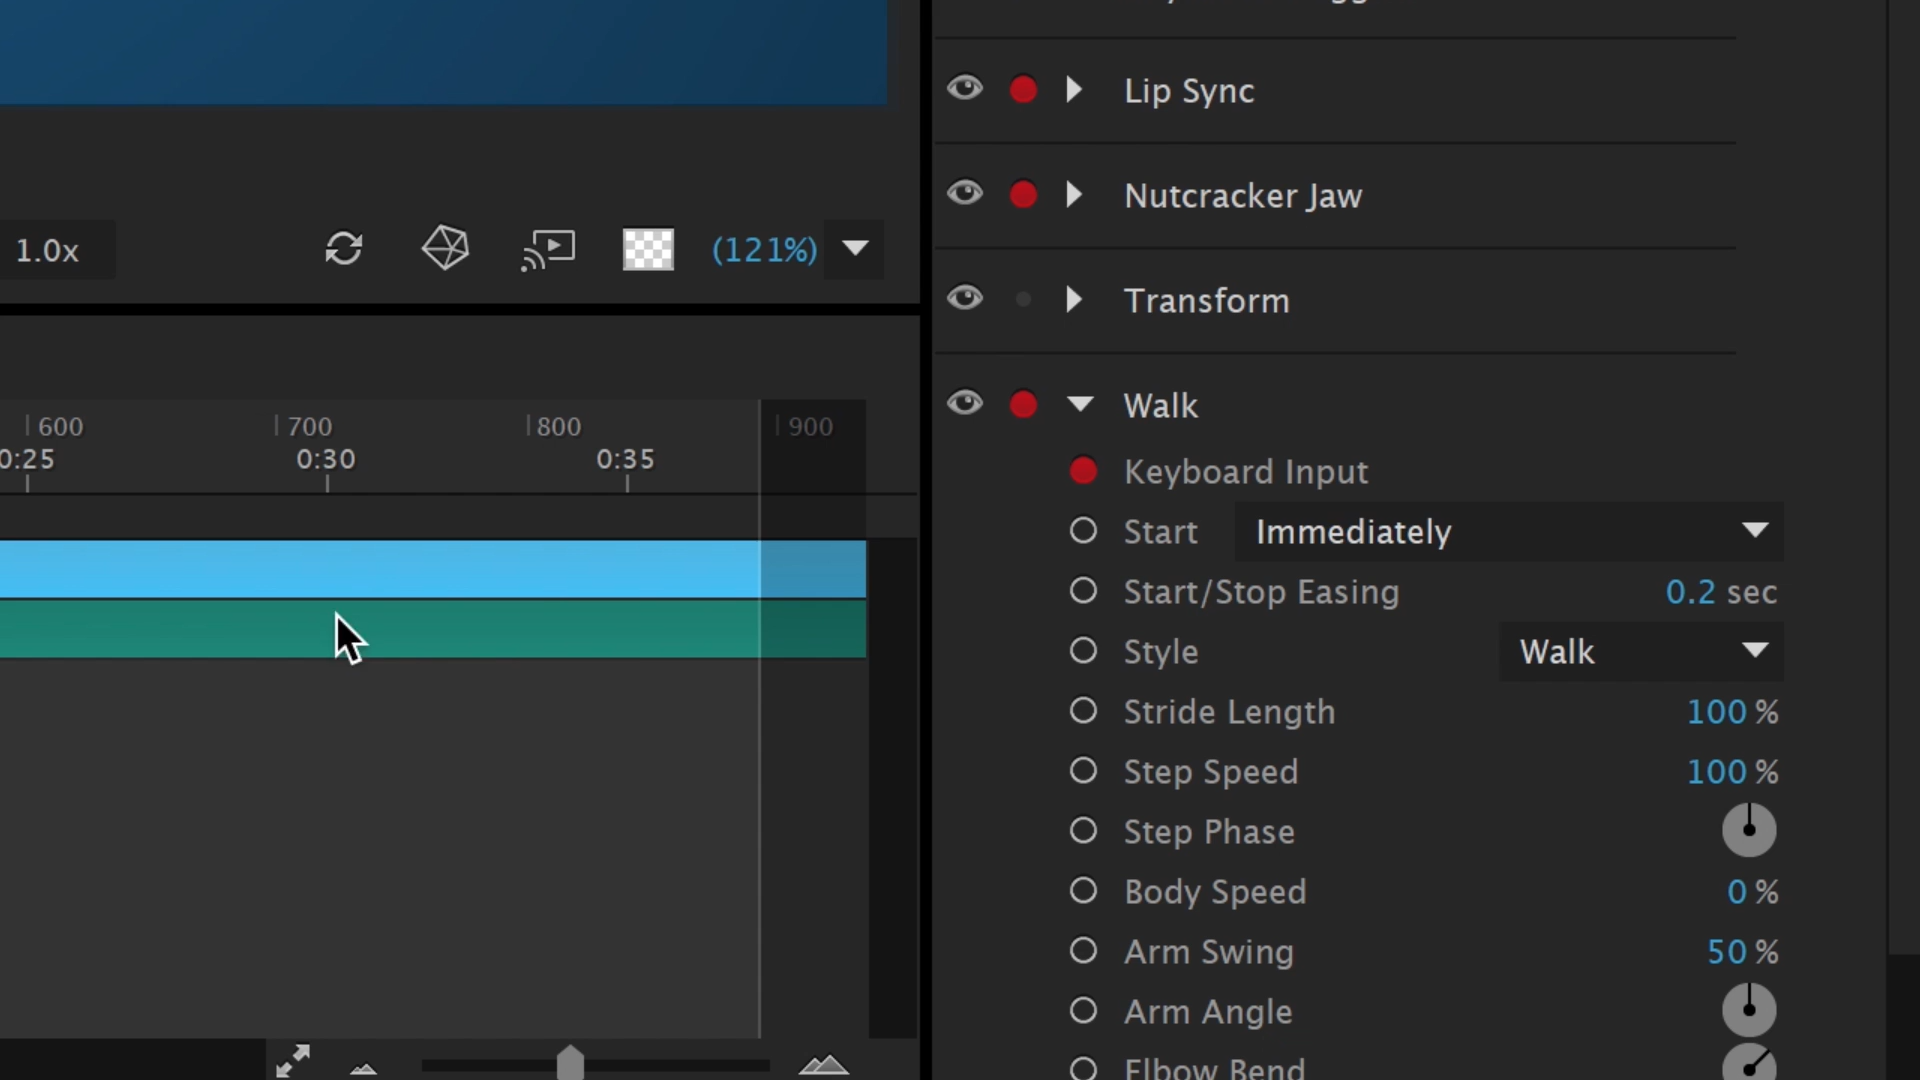 Lip Sync
Nutcracker Jaw
1.0x
(121%)
Transform
Walk
600 700 800 900
0:25 0:30 0:35
Keyboard Input
Start Immediately
Start/Stop Easing 0.2 sec
Style Walk
Stride Length 100 %
Step Speed 100 %
Step Phase
Body Speed 0 %
Arm Swing 50 %
Arm Angle
Elbow Bend